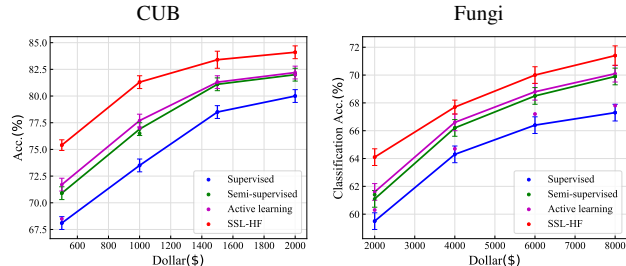 CUB
Acc.(%)
85.0
82.5
80.0
77.5
75.0
72.5
70.0
67.5
600 800 1000 1200 1400 1600 1800 2000
Dollar($)
Supervised
Semi-supervised
Active learning
SSL-HF
Fungi
Classification Acc.(%)
72
70
68
66
64
62
60
2000 3000 4000 5000 6000 7000 8000
Dollar($)
Supervised
Semi-supervised
Active learning
SSL-HF